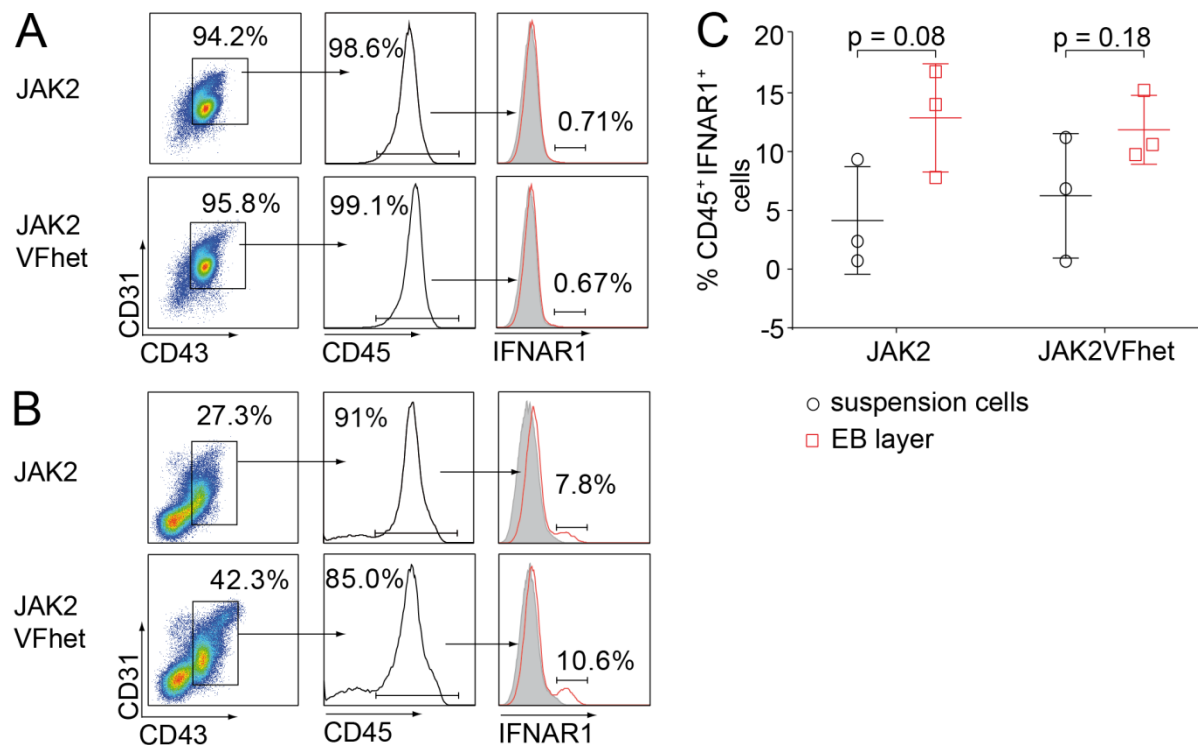 A
94.2%
98.6%
JAK2
0.71%
95.8%
99.1%
JAK2
VFhet
0.67%
CD31
CD43
CD45
IFNAR1
B
27.3%
91%
JAK2
7.8%
42.3%
85.0%
JAK2
VFhet
10.6%
CD31
CD43
CD45
IFNAR1
C
% CD45+IFNAR1+
cells
20
15
10
5
0
-5
p = 0.08
p = 0.18
JAK2
JAK2VFhet
suspension cells
EB layer